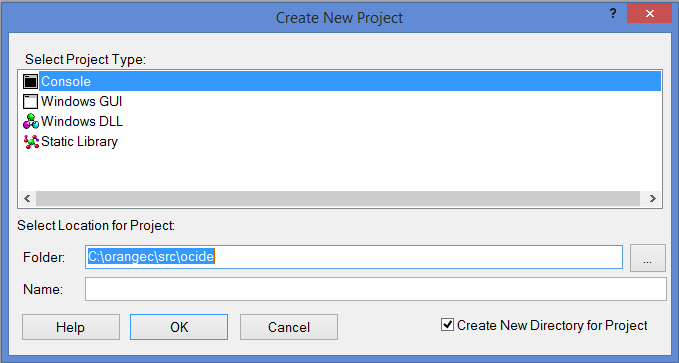 Create New Project
?
Select Project Type:
Console
Windows GUI
Windows DLL
Static Library
Select Location for Project:
Folder: C:\orangec\src\ocide ...
Name:
Help OK Cancel Create New Directory for Project